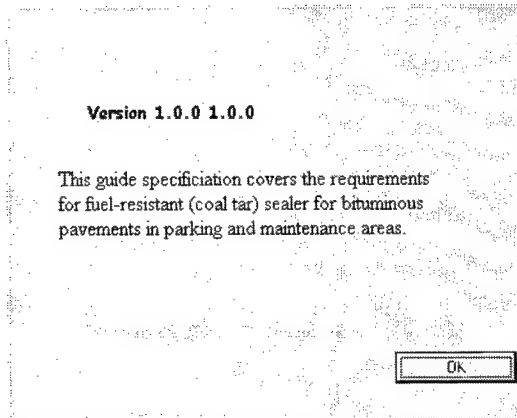 Version 1.0.0 1.0.0
This guide specificiation covers the requirements
for fuel-resistant (coal tar) sealer for bituminous
pavements in parking and maintenance areas.
OK